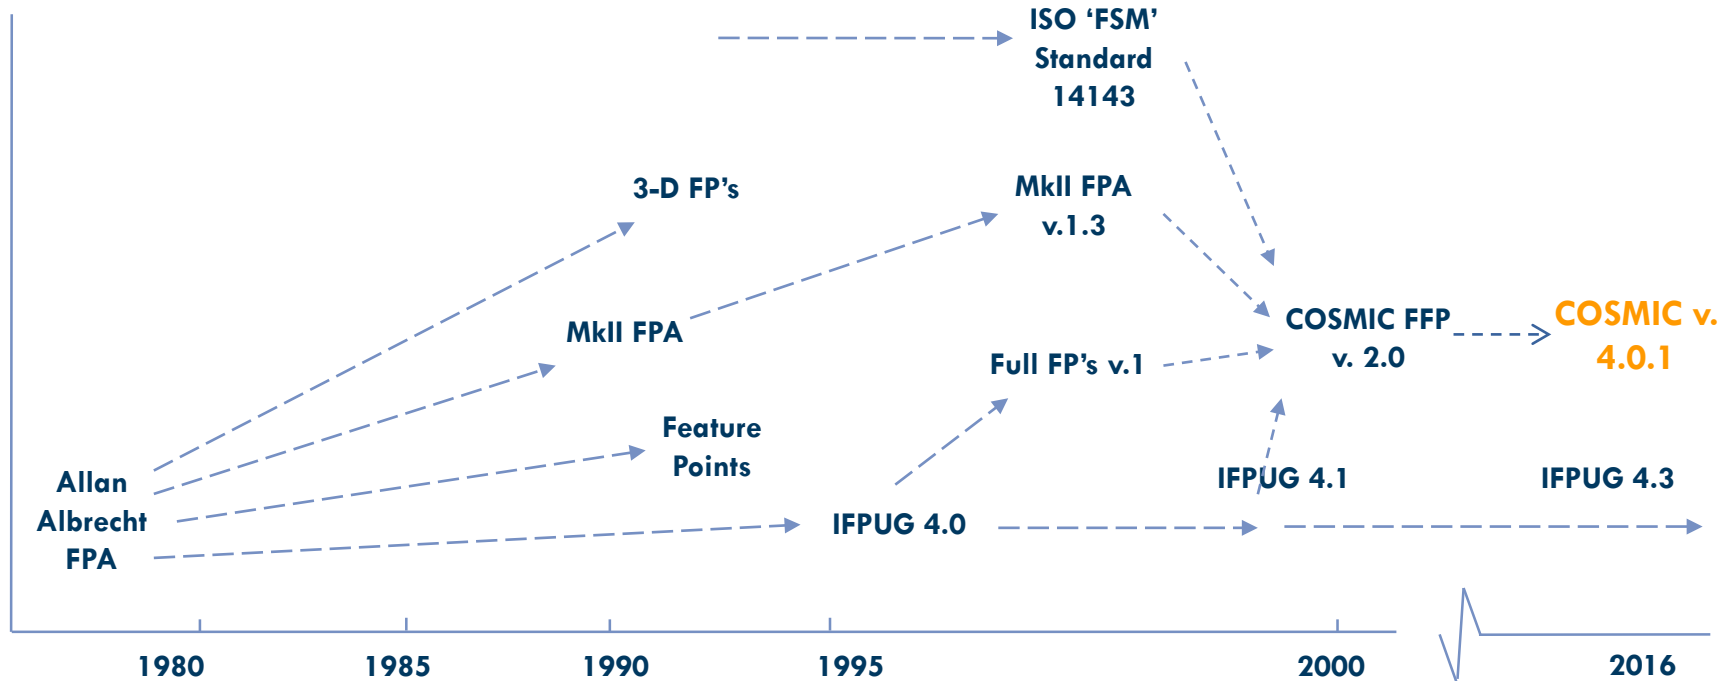 ISO ‘FSM’
Standard
14143
3-D FP’s
MkII FPA
v.1.3
MkII FPA
COSMIC FFP
v. 2.0
COSMIC v.
4.0.1
Full FP’s v.1
Feature
Points
Allan
Albrecht
FPA
IFPUG 4.0
IFPUG 4.1
IFPUG 4.3
1980
1985
1990
1995
2000
2016